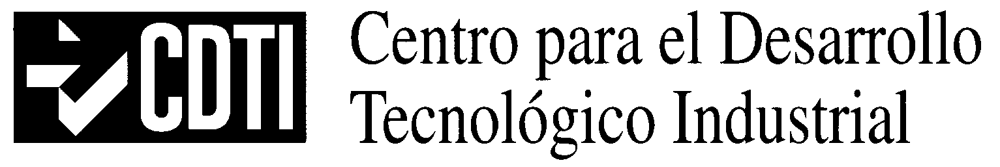 CDTI
Centro para el Desarrollo
Tecnológico Industrial